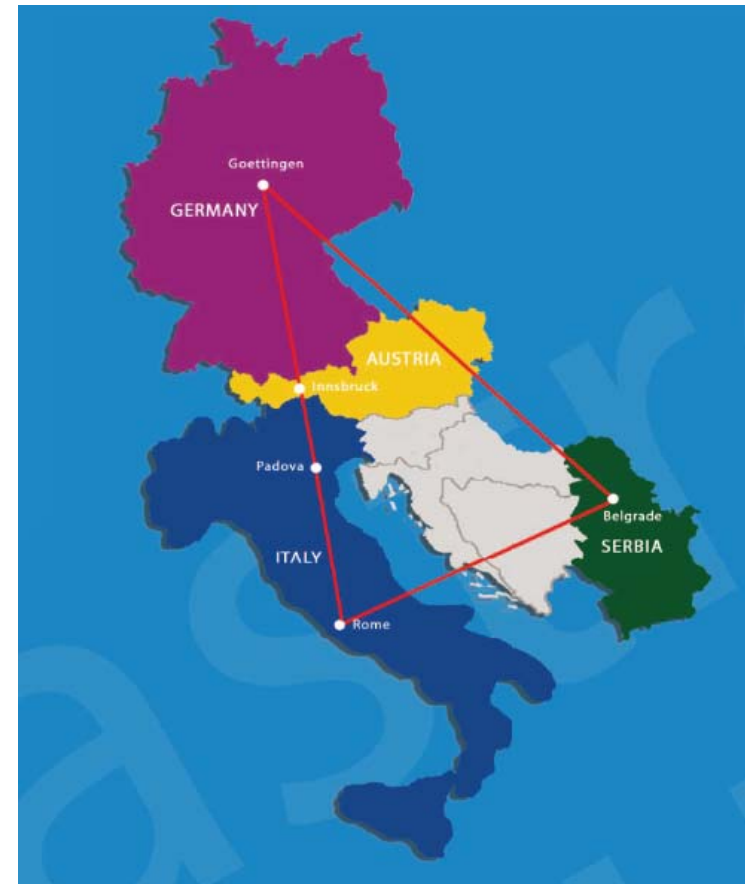 Goettingen
GERMANY
AUSTRIA
Innsbruck
Padova
Belgrade
ITALY
SERBIA
Rome